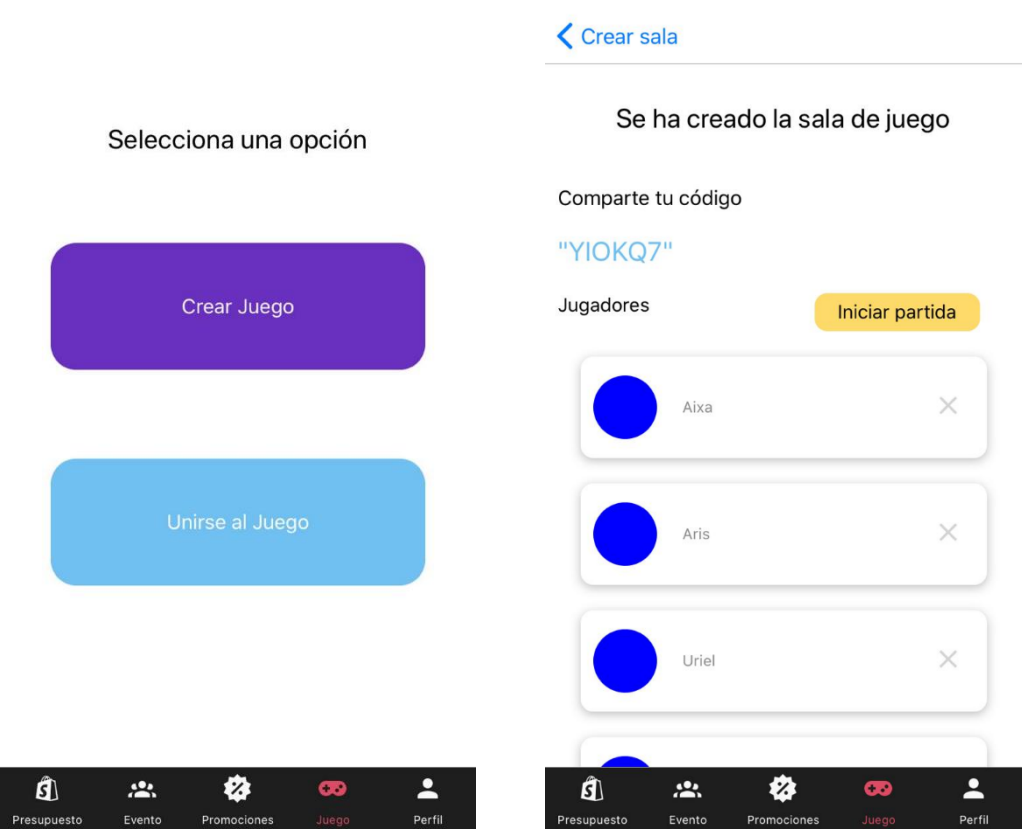 Selecciona una opción
Crear Juego
Unirse al Juego
Presupuesto
Evento
Promociones
Juego
Perfil
Crear sala
Se ha creado la sala de juego
Comparte tu código
"YIOKQ7"
Jugadores
Iniciar partida
Aixa
Aris
Uriel
Presupuesto
Evento
Promociones
Juego
Perfil